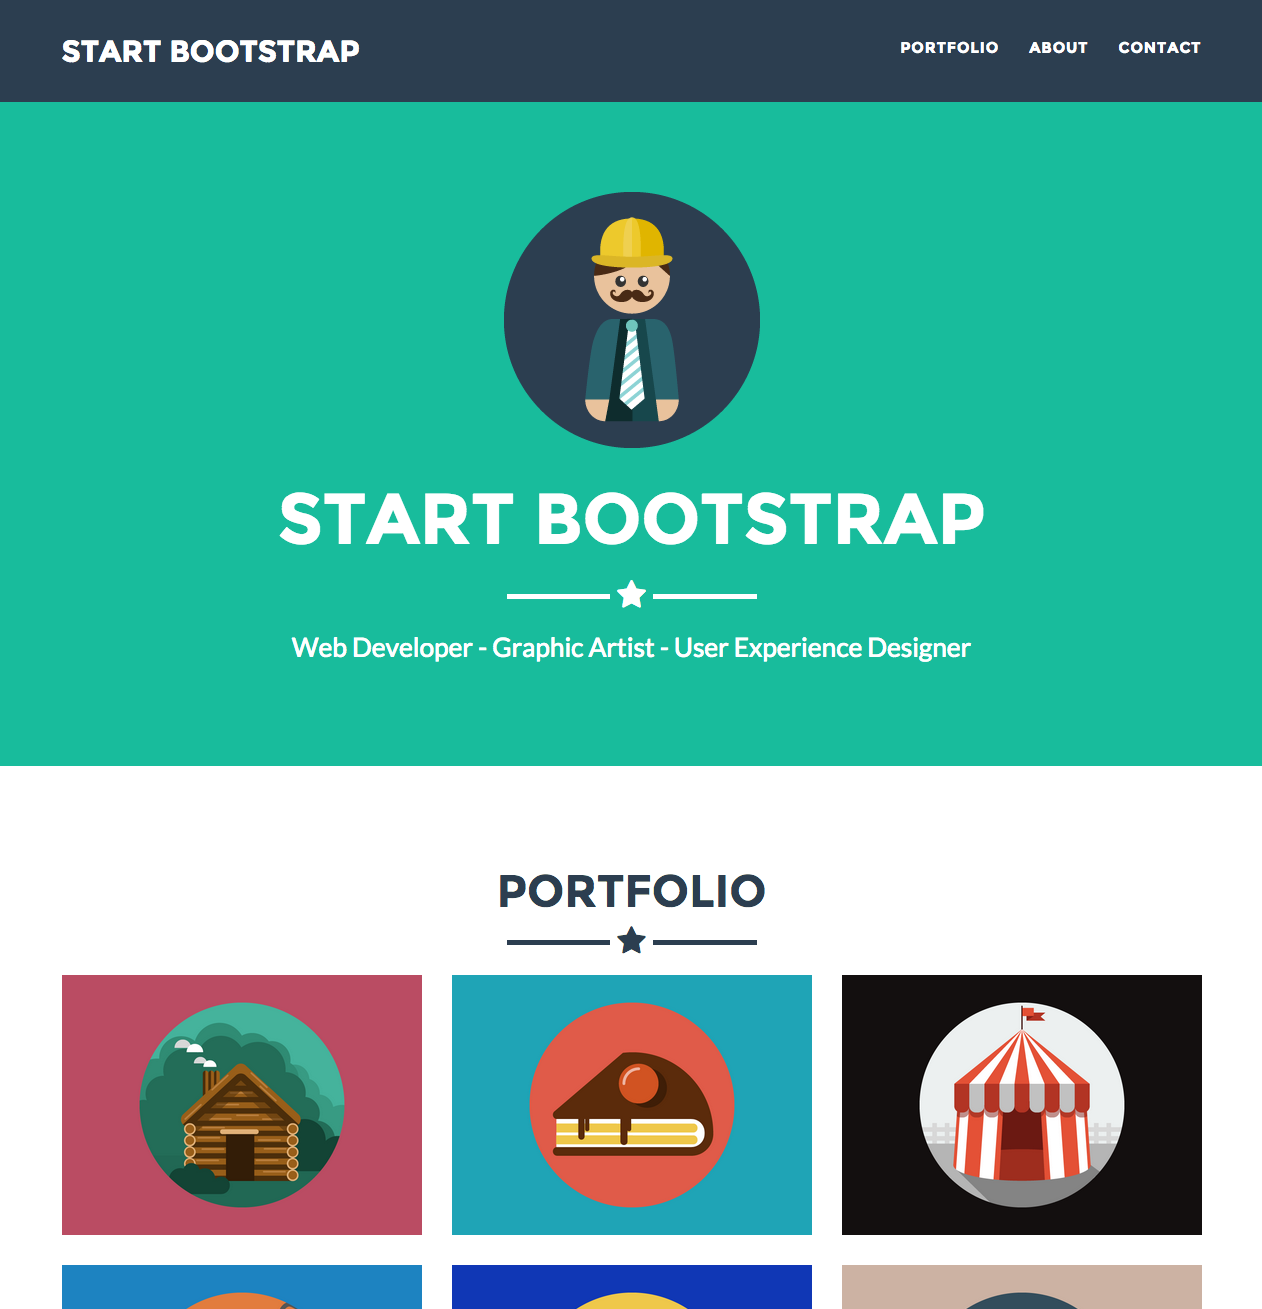 START BOOTSTRAP
PORTFOLIO ABOUT CONTACT
START BOOTSTRAP
Web Developer - Graphic Artist - User Experience Designer
PORTFOLIO